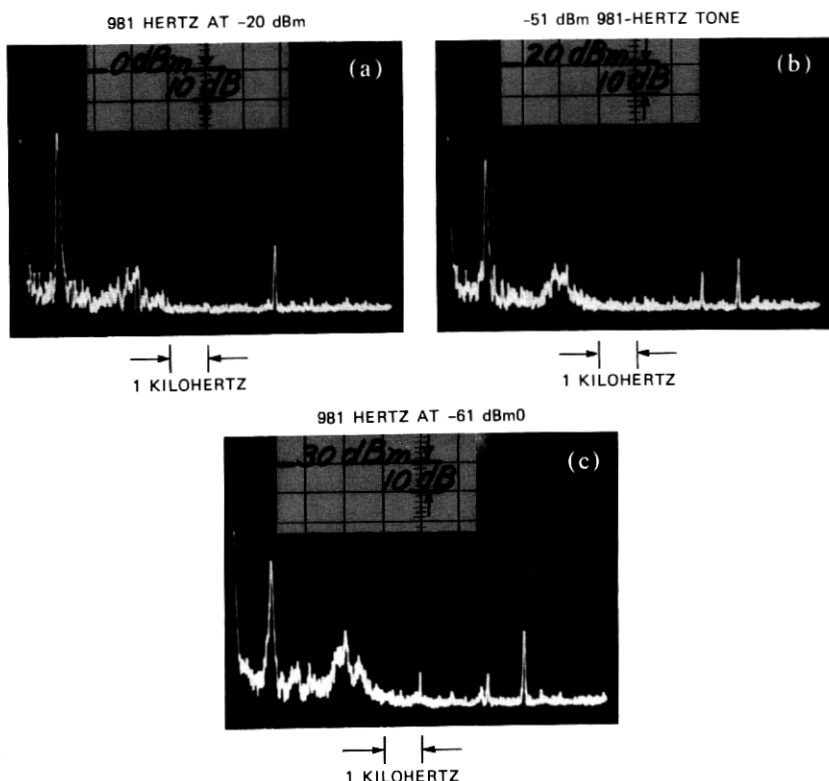 981 HERTZ AT -20 dBm
0 dBm
10 dB
(a)
1 KILOHERTZ
-51 dBm 981-HERTZ TONE
20 dBm
10 dB
(b)
1 KILOHERTZ
981 HERTZ AT -61 dBm0
30 dBm
10 dB
(c)
1 KILOHERTZ